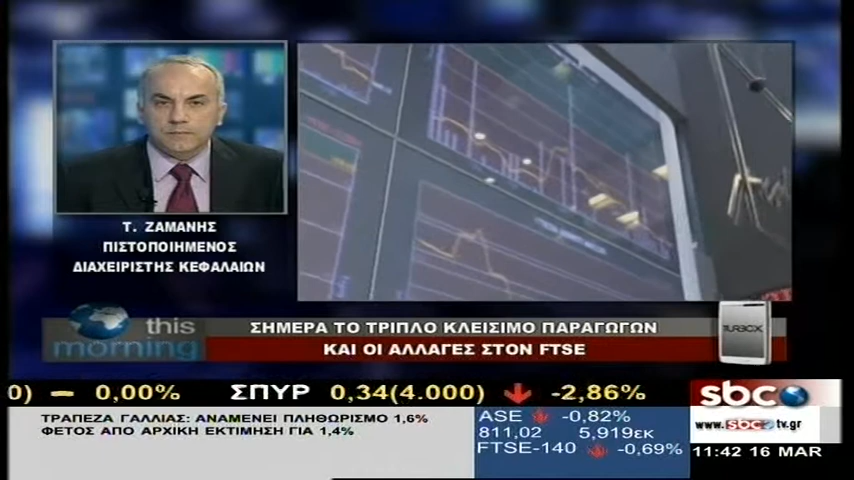 Τ. ΖΑΜΑΝΗΣ
ΠΙΣΤΟΠΟΙΗΜΕΝΟΣ
ΔΙΑΧΕΙΡΙΣΤΗΣ ΚΕΦΑΛΑΙΩΝ
this
morning
ΣΗΜΕΡΑ ΤΟ ΤΡΙΠΛΟ ΚΛΕΙΣΙΜΟ ΠΑΡΑΓΩΓΩΝ
ΚΑΙ ΟΙ ΑΛΛΑΓΕΣ ΣΤΟΝ FTSE
TURBOX
0) 0,00% ΣΠΥΡ 0,34(4.000) -2,86%
sbc
www.sbctv.gr
ΤΡΑΠΕΖΑ ΓΑΛΛΙΑΣ: ΑΝΑΜΕΝΕΙ ΠΛΗΘΩΡΙΣΜΟ 1,6%
ΦΕΤΟΣ ΑΠΟ ΑΡΧΙΚΗ ΕΚΤΙΜΗΣΗ ΓΙΑ 1,4%
ASE -0,82%
811,02 5,919εκ
FTSE-140 -0,69%
11:42 16 MAR